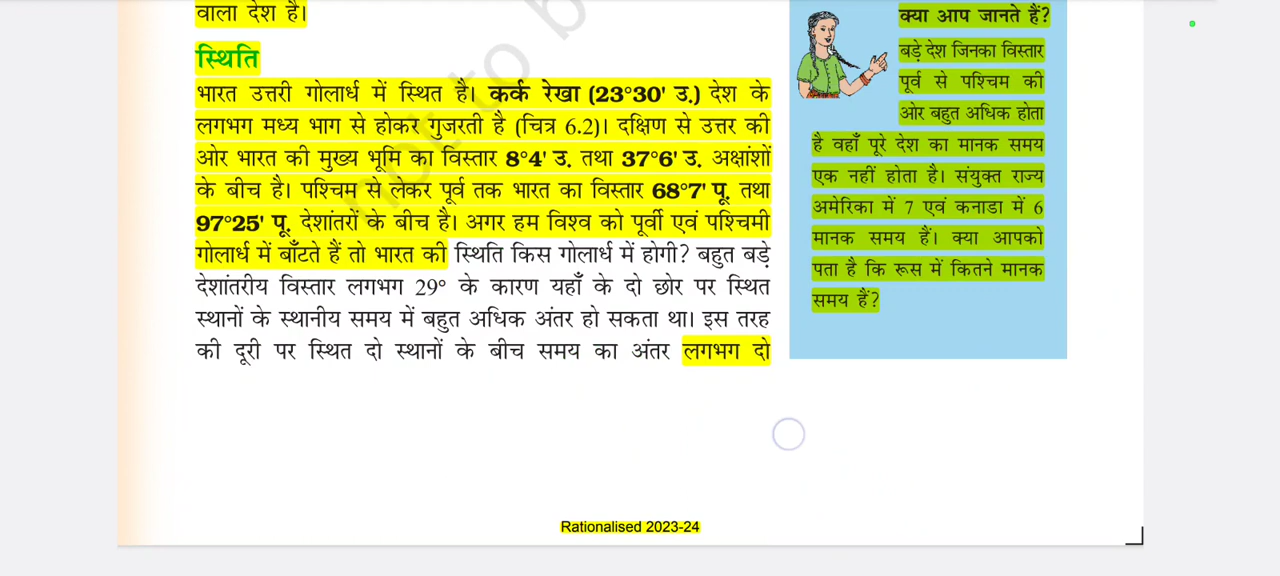 वाला देश है।
स्थिति
भारत उत्तरी गोलार्ध में स्थित है। कर्क रेखा (23°30' उ.) देश के
लगभग मध्य भाग से होकर गुजरती है (चित्र 6.2)। दक्षिण से उत्तर की
ओर भारत की मुख्य भूमि का विस्तार 8°4' उ. तथा 37°6' उ. अक्षांशों
के बीच है। पश्चिम से लेकर पूर्व तक भारत का विस्तार 68°7' पू. तथा
97°25' पू. देशांतरों के बीच है। अगर हम विश्व को पूर्वी एवं पश्चिमी
गोलार्ध में बाँटते हैं तो भारत की स्थिति किस गोलार्ध में होगी? बहुत बड़े
देशांतरीय विस्तार लगभग 29° के कारण यहाँ के दो छोर पर स्थित
स्थानों के स्थानीय समय में बहुत अधिक अंतर हो सकता था। इस तरह
की दूरी पर स्थित दो स्थानों के बीच समय का अंतर लगभग दो
क्या आप जानते हैं?
बड़े देश जिनका विस्तार
पूर्व से पश्चिम की
ओर बहुत अधिक होता
है वहाँ पूरे देश का मानक समय
एक नहीं होता है। संयुक्त राज्य
अमेरिका में 7 एवं कनाडा में 6
मानक समय हैं। क्या आपको
पता है कि रूस में कितने मानक
समय हैं?
not to b
Rationalised 2023-24